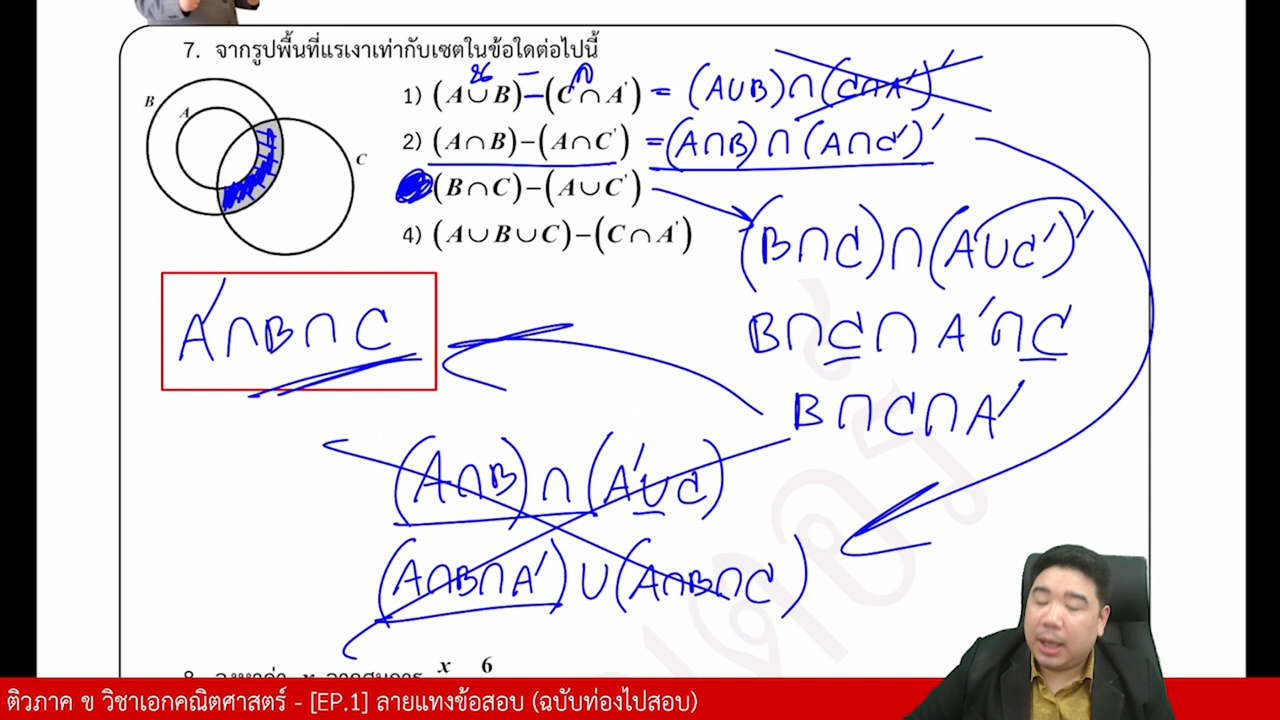 7. จากรูปพื้นที่แรเงาเท่ากับเซตในข้อใดต่อไปนี้
B
A
C
1) (A∪B)−(C∩A') = (A∪B)∩(C∩A')'
2) (A∩B)−(A∩C') = (A∩B)∩(A∩C')'
(B∩C)−(A∪C')
(B∩C)∩(A∪C')'
4) (A∪B∪C)−(C∩A')
A'∩B∩C
B∩C∩A'∩C
B∩C∩A'
(A∩B)∩(A'∪C)
(A∩B∩A')∪(A∩B∩C)
x 6
ติวภาค ข วิชาเอกคณิตศาสตร์ - [EP.1] ลายแทงข้อสอบ (ฉบับท่องไปสอบ)